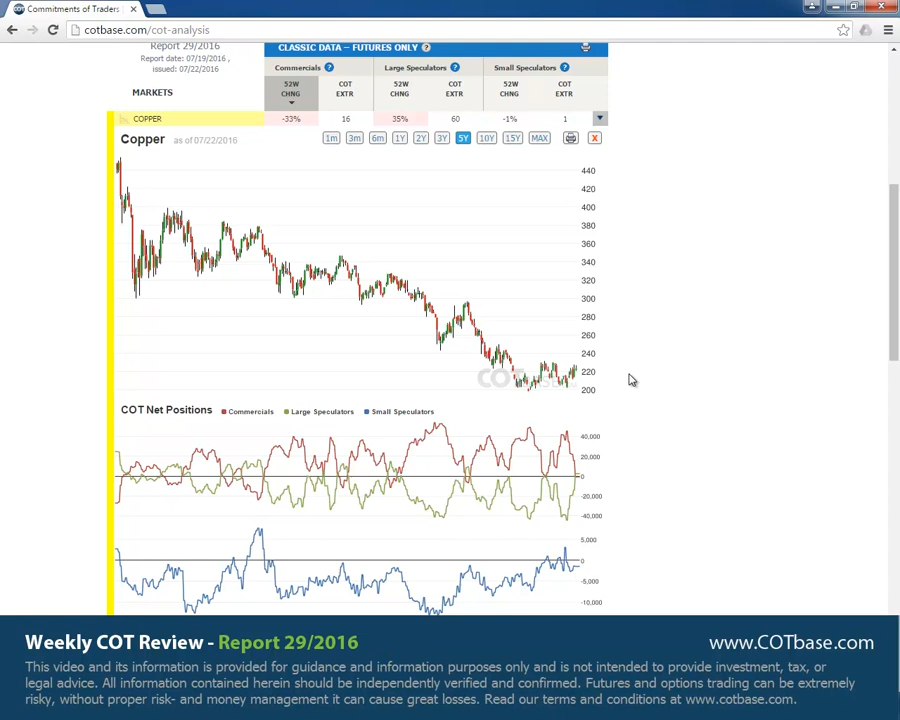 Commitments of Traders
cotbase.com/cot-analysis
Report 29/2016
Report date: 07/19/2016 ,
issued: 07/22/2016
MARKETS
CLASSIC DATA – FUTURES ONLY ?
Commercials ? Large Speculators ? Small Speculators ?
52W CHNG COT EXTR 52W CHNG COT EXTR 52W CHNG COT EXTR
COPPER -33% 16 35% 60 -1% 1
Copper as of 07/22/2016 1m 3m 6m 1Y 2Y 3Y 5Y 10Y 15Y MAX X
440
420
400
380
360
340
320
300
280
260
240
220
200
COT
COT Net Positions Commercials Large Speculators Small Speculators
40,000
20,000
0
-20,000
-40,000
5,000
0
-5,000
-10,000
Weekly COT Review - Report 29/2016 www.COTbase.com
This video and its information is provided for guidance and information purposes only and is not intended to provide investment, tax, or
legal advice. All information contained herein should be independently verified and confirmed. Futures and options trading can be extremely
risky, without proper risk- and money management it can cause great losses. Read our terms and conditions at www.cotbase.com.